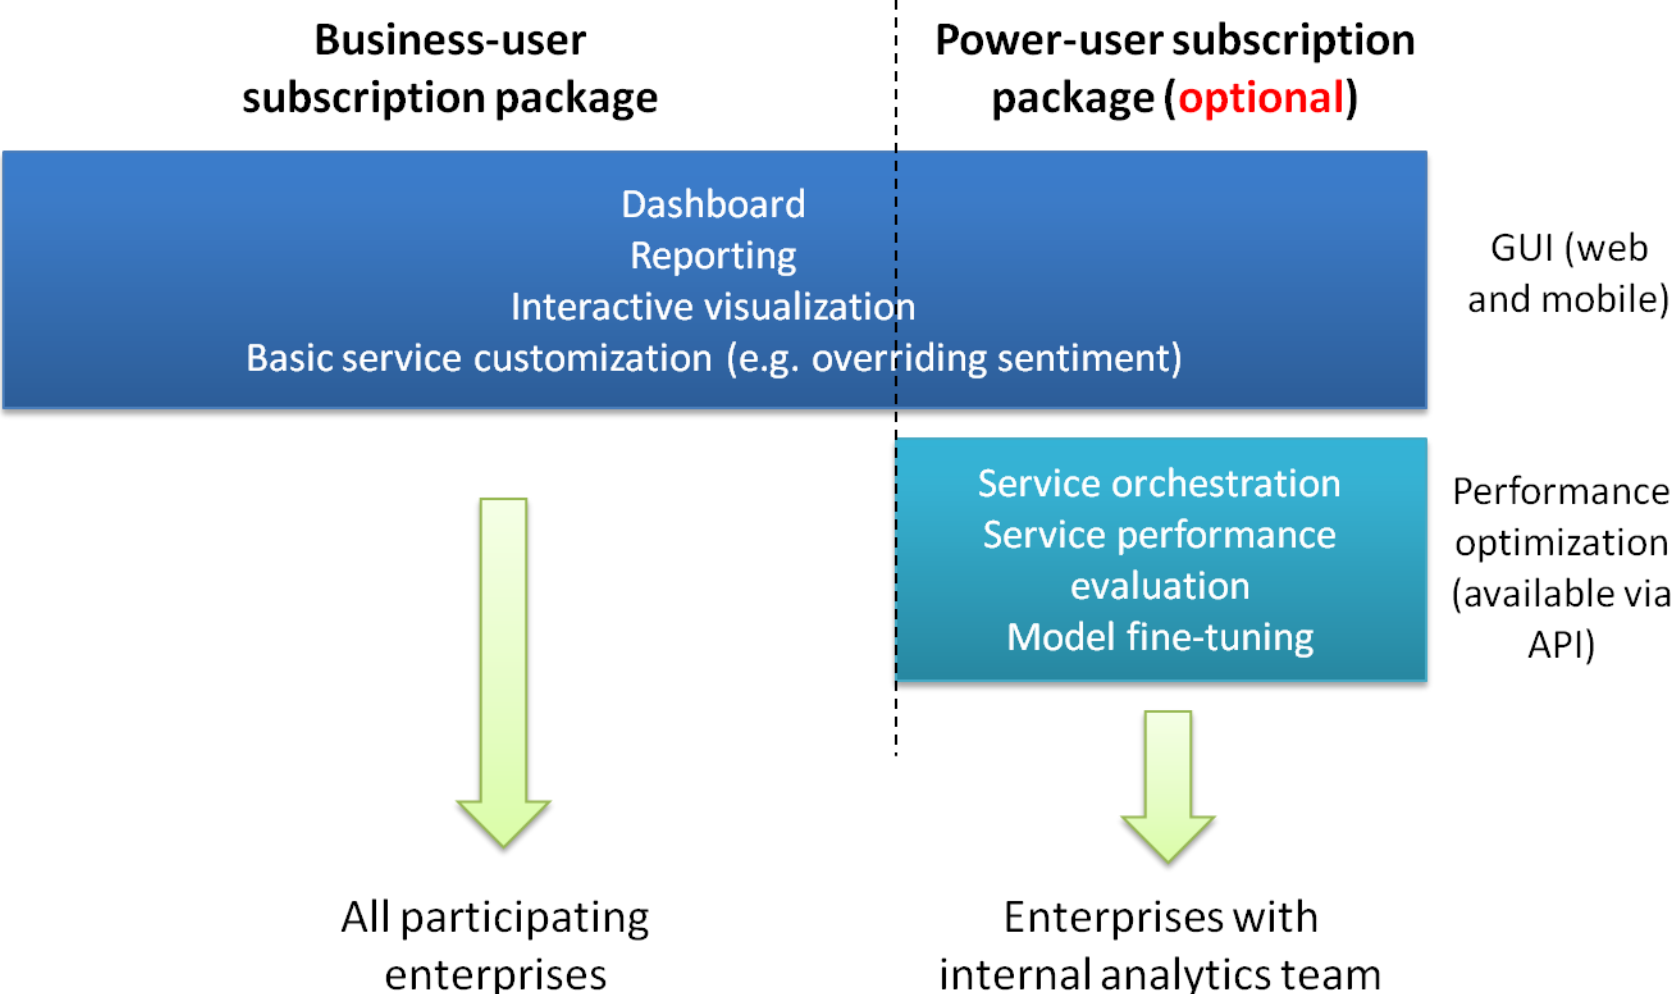 Business-user
subscription package
Power-user subscription
package (optional)
Dashboard
Reporting
Interactive visualization
Basic service customization (e.g. overriding sentiment)
GUI (web
and mobile)
Service orchestration
Service performance
evaluation
Model fine-tuning
Performance
optimization
(available via
API)
All participating
enterprises
Enterprises with
internal analytics team